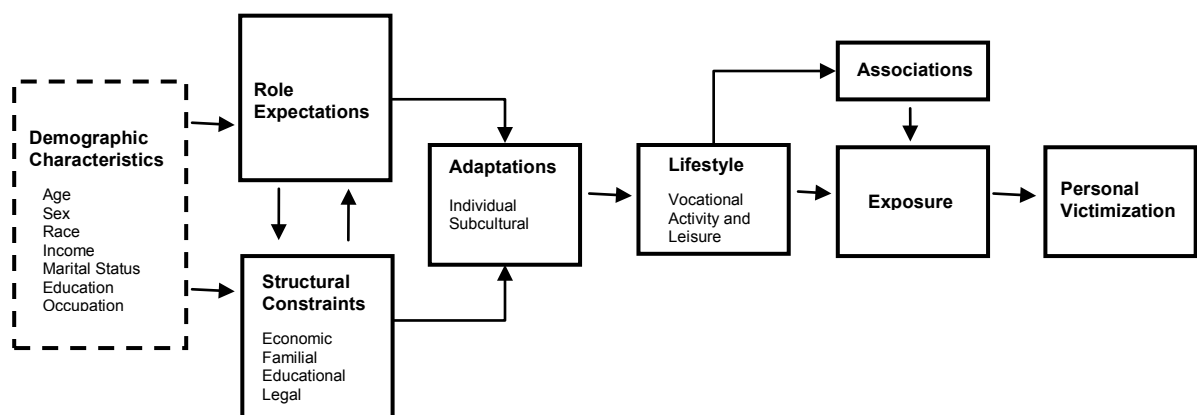 Demographic
Characteristics
Age
Sex
Race
Income
Marital Status
Education
Occupation
Role
Expectations
Structural
Constraints
Economic
Familial
Educational
Legal
Adaptations
Individual
Subcultural
Lifestyle
Vocational
Activity and
Leisure
Associations
Exposure
Personal
Victimization